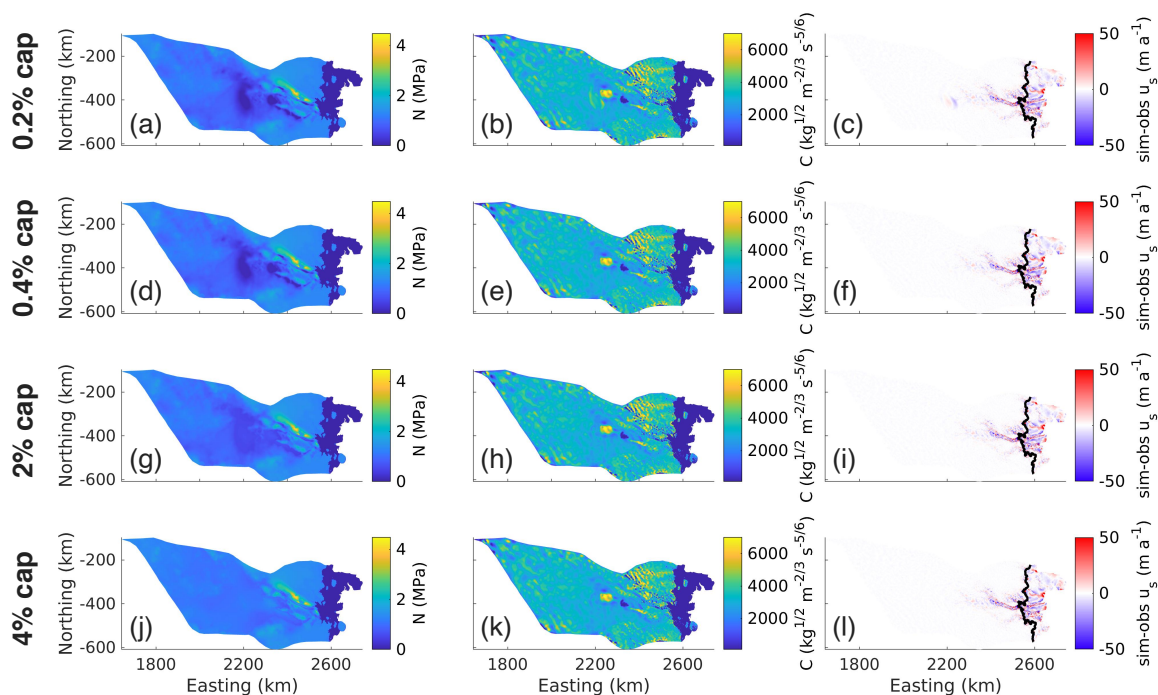 0.2% cap
Northing (km)
-200
-400
-600
(a)
4
2
0
N (MPa)
(b)
6000
4000
2000
C (kg^1/2 m^-2/3 s^-5/6)
(c)
50
0
-50
sim-obs u_s (m a^-1)
0.4% cap
Northing (km)
-200
-400
-600
(d)
4
2
0
N (MPa)
(e)
6000
4000
2000
C (kg^1/2 m^-2/3 s^-5/6)
(f)
50
0
-50
sim-obs u_s (m a^-1)
2% cap
Northing (km)
-200
-400
-600
(g)
4
2
0
N (MPa)
(h)
6000
4000
2000
C (kg^1/2 m^-2/3 s^-5/6)
(i)
50
0
-50
sim-obs u_s (m a^-1)
4% cap
Northing (km)
-200
-400
-600
(j)
4
2
0
N (MPa)
(k)
6000
4000
2000
C (kg^1/2 m^-2/3 s^-5/6)
(l)
50
0
-50
sim-obs u_s (m a^-1)
1800 2200 2600
1800 2200 2600
1800 2200 2600
Easting (km)
Easting (km)
Easting (km)